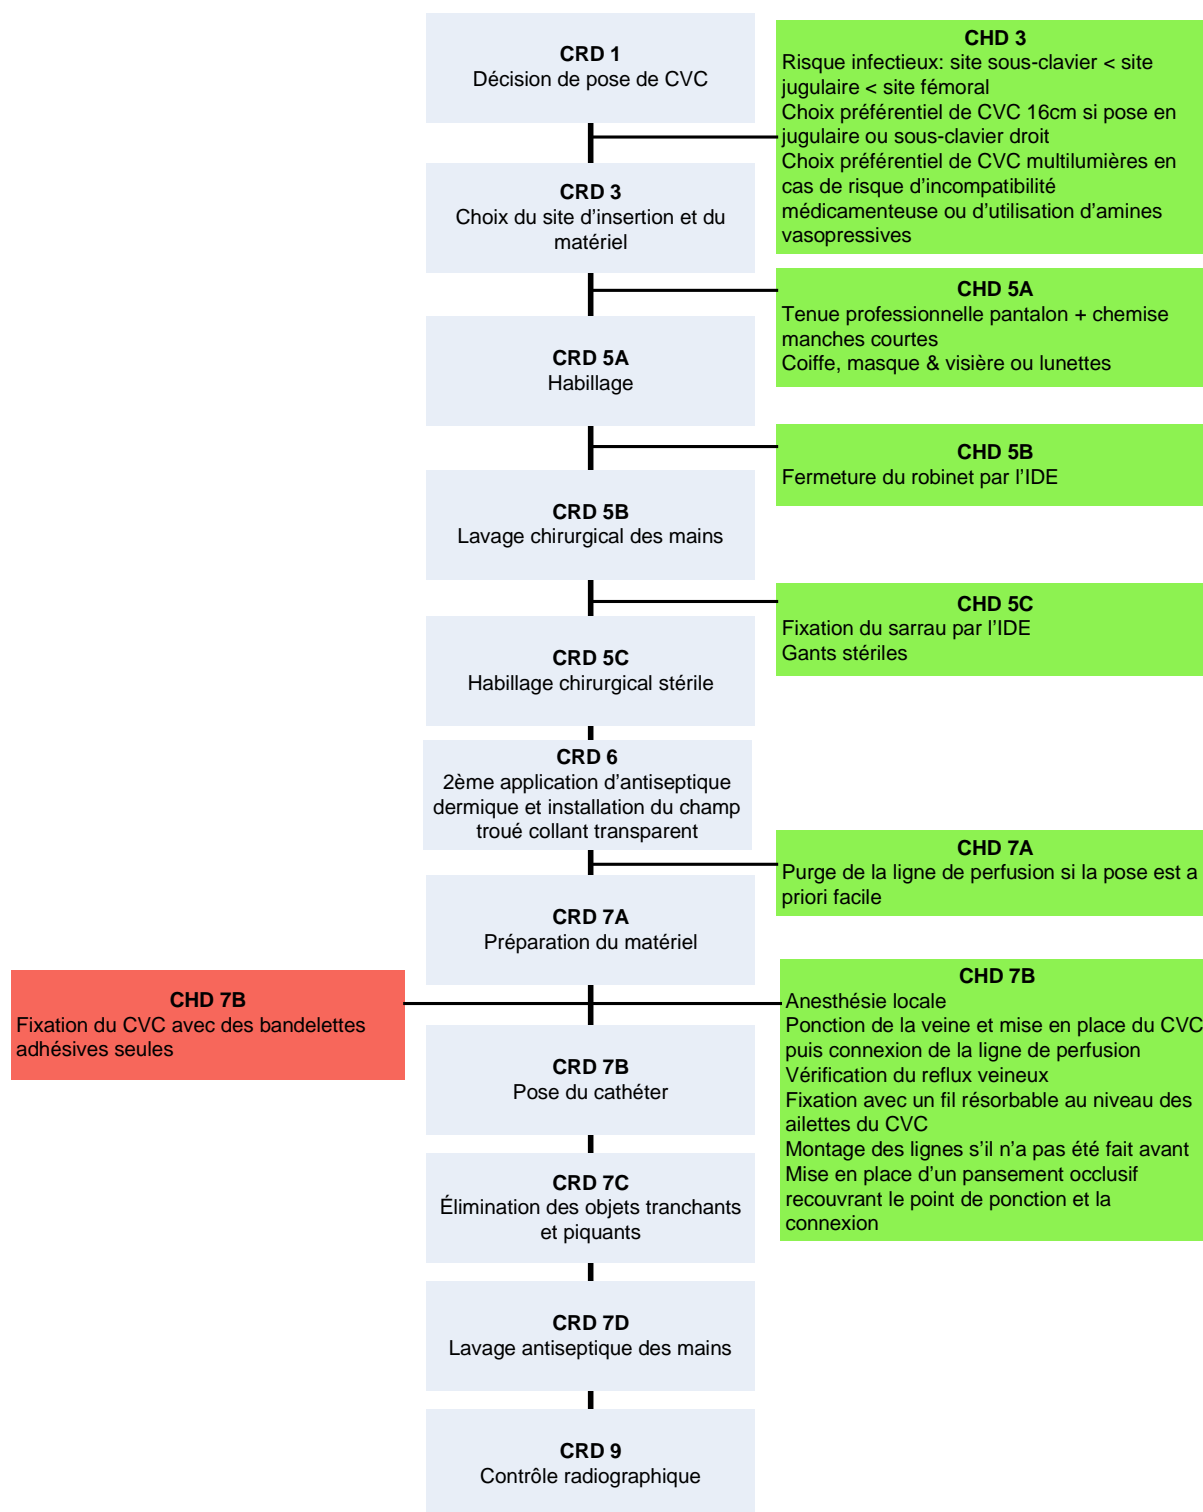 CRD 1
Décision de pose de CVC
CHD 3
Risque infectieux: site sous-clavier < site
jugulaire < site fémoral
Choix préférentiel de CVC 16cm si pose en
jugulaire ou sous-clavier droit
Choix préférentiel de CVC multilumières en
cas de risque d'incompatibilité
médicamenteuse ou d'utilisation d'amines
vasopressives
CRD 3
Choix du site d'insertion et du
matériel
CHD 5A
Tenue professionnelle pantalon + chemise
manches courtes
Coiffe, masque & visière ou lunettes
CRD 5A
Habillage
CHD 5B
Fermeture du robinet par l'IDE
CRD 5B
Lavage chirurgical des mains
CHD 5C
Fixation du sarrau par l'IDE
Gants stériles
CRD 5C
Habillage chirurgical stérile
CRD 6
2ème application d'antiseptique
dermique et installation du champ
troué collant transparent
CHD 7A
Purge de la ligne de perfusion si la pose est a
priori facile
CRD 7A
Préparation du matériel
CHD 7B
Fixation du CVC avec des bandelettes
adhésives seules
CHD 7B
Anesthésie locale
Ponction de la veine et mise en place du CVC
puis connexion de la ligne de perfusion
Vérification du reflux veineux
Fixation avec un fil résorbable au niveau des
ailettes du CVC
Montage des lignes s'il n'a pas été fait avant
Mise en place d'un pansement occlusif
recouvrant le point de ponction et la
connexion
CRD 7B
Pose du cathéter
CRD 7C
Élimination des objets tranchants
et piquants
CRD 7D
Lavage antiseptique des mains
CRD 9
Contrôle radiographique